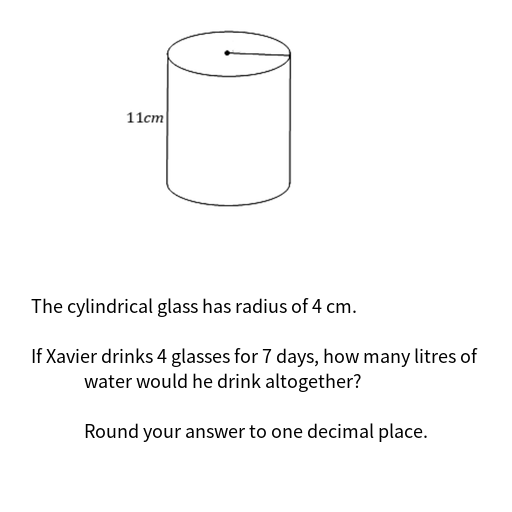 11cm
The cylindrical glass has radius of 4 cm.
If Xavier drinks 4 glasses for 7 days, how many litres of
water would he drink altogether?
Round your answer to one decimal place.